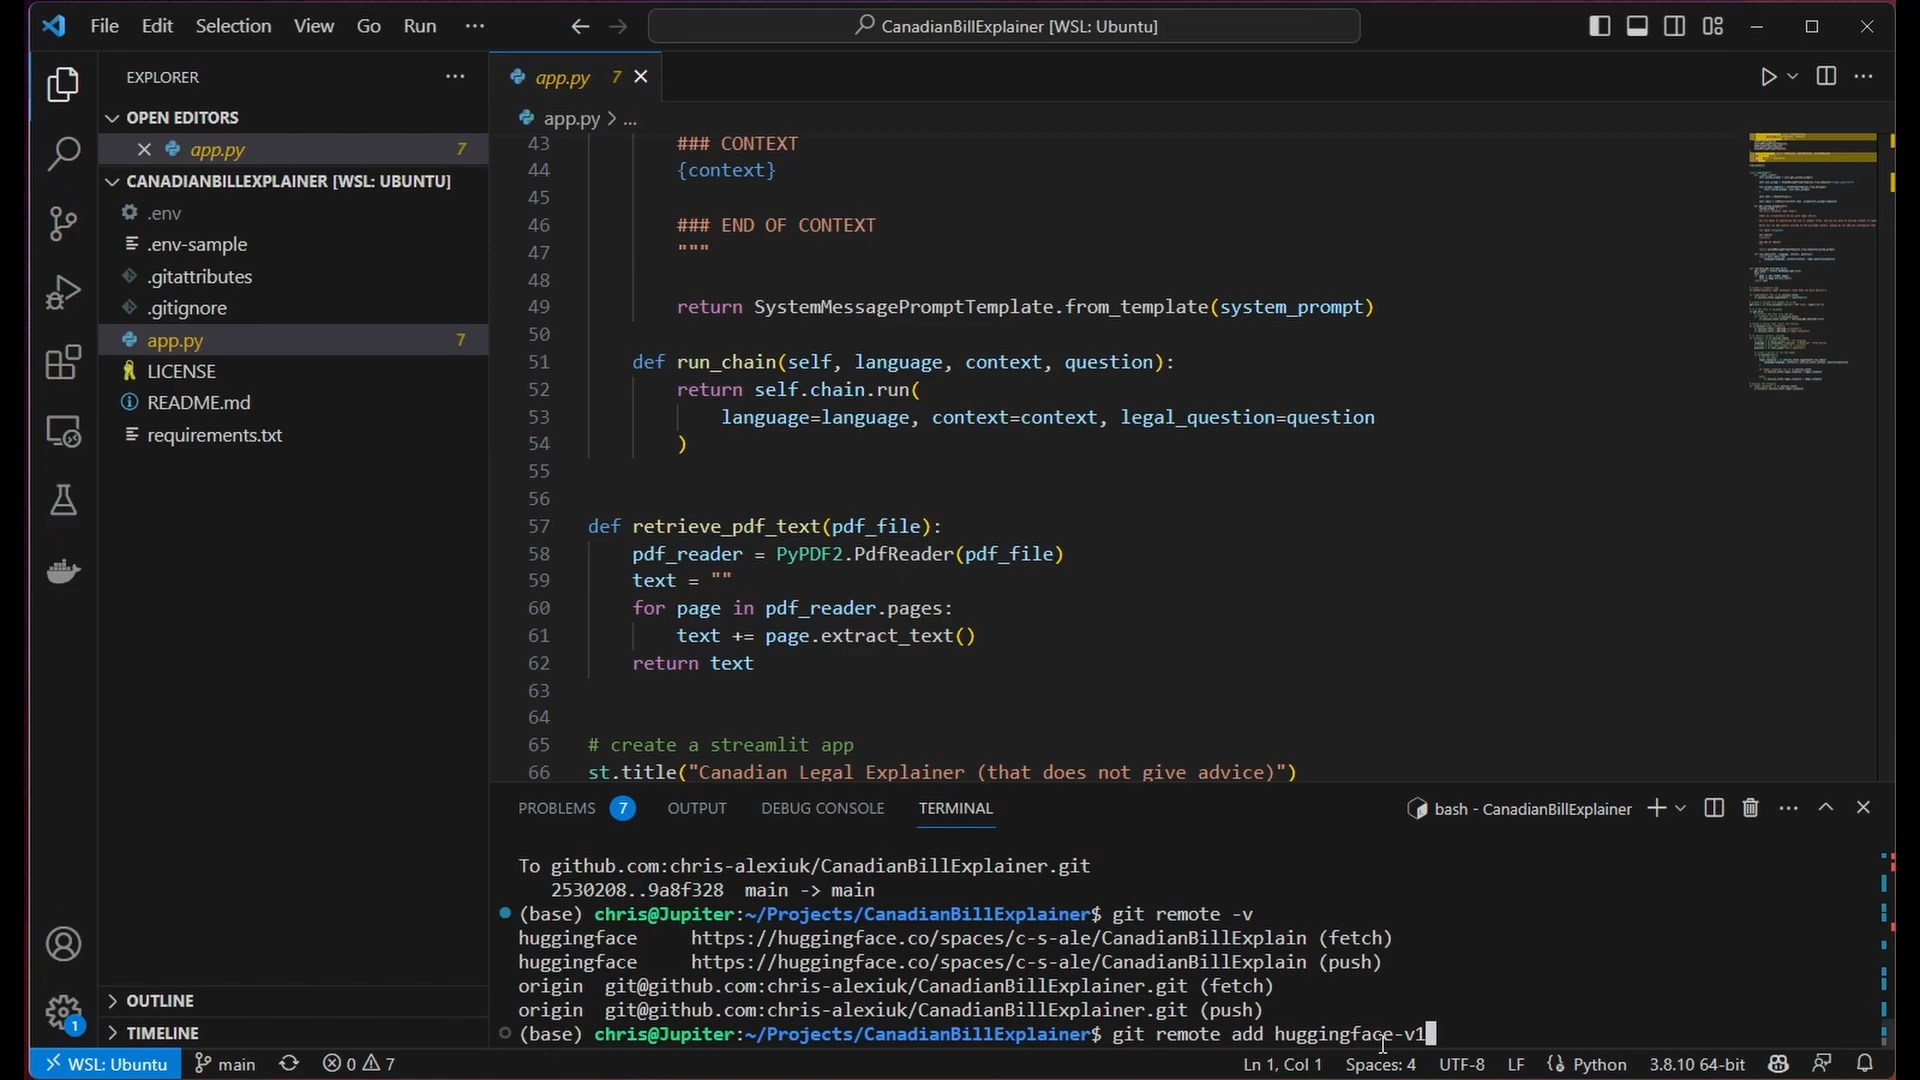 File Edit Selection View Go Run ···
CanadianBillExplainer [WSL: Ubuntu]
EXPLORER ···
OPEN EDITORS
app.py 7
CANADIANBILLEXPLAINER [WSL: UBUNTU]
.env
.env-sample
.gitattributes
.gitignore
app.py 7
LICENSE
README.md
requirements.txt
OUTLINE
TIMELINE
app.py 7
app.py > ...
43 ### CONTEXT
44 {context}
45
46 ### END OF CONTEXT
47 """
48
49 return SystemMessagePromptTemplate.from_template(system_prompt)
50
51 def run_chain(self, language, context, question):
52 return self.chain.run(
53 language=language, context=context, legal_question=question
54 )
55
56
57 def retrieve_pdf_text(pdf_file):
58 pdf_reader = PyPDF2.PdfReader(pdf_file)
59 text = ""
60 for page in pdf_reader.pages:
61 text += page.extract_text()
62 return text
63
64
65 # create a streamlit app
66 st.title("Canadian Legal Explainer (that does not give advice)")
PROBLEMS 7 OUTPUT DEBUG CONSOLE TERMINAL bash - CanadianBillExplainer
To github.com:chris-alexiuk/CanadianBillExplainer.git
2530208..9a8f328 main -> main
(base) chris@Jupiter:~/Projects/CanadianBillExplainer$ git remote -v
huggingface https://huggingface.co/spaces/c-s-ale/CanadianBillExplain (fetch)
huggingface https://huggingface.co/spaces/c-s-ale/CanadianBillExplain (push)
origin git@github.com:chris-alexiuk/CanadianBillExplainer.git (fetch)
origin git@github.com:chris-alexiuk/CanadianBillExplainer.git (push)
(base) chris@Jupiter:~/Projects/CanadianBillExplainer$ git remote add huggingface-v1
1
WSL: Ubuntu main 0 7 Ln 1, Col 1 Spaces: 4 UTF-8 LF Python 3.8.10 64-bit